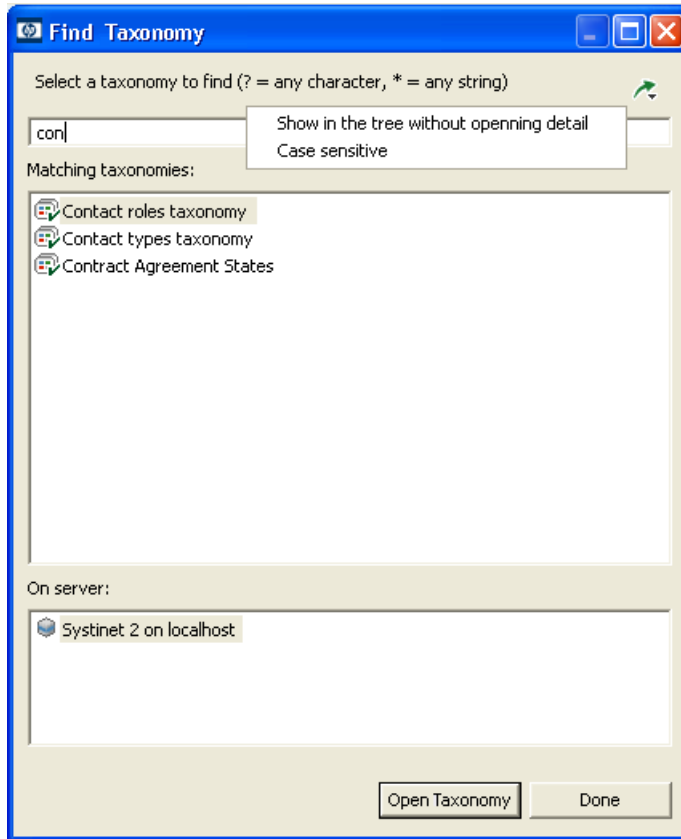 Find Taxonomy
Select a taxonomy to find (? = any character, * = any string)
con
Show in the tree without openning detail
Case sensitive
Matching taxonomies:
Contact roles taxonomy
Contact types taxonomy
Contract Agreement States
On server:
Systinet 2 on localhost
Open Taxonomy
Done